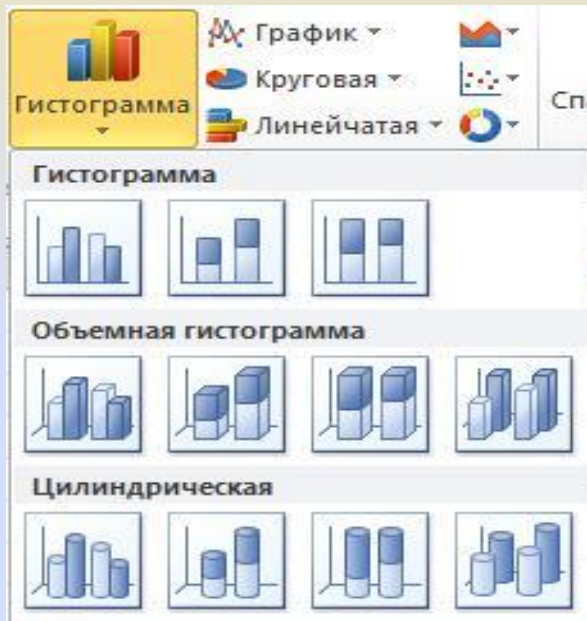 Гистограмма
График
Круговая
Линейчатая
Сп
Гистограмма
Объемная гистограмма
Цилиндрическая